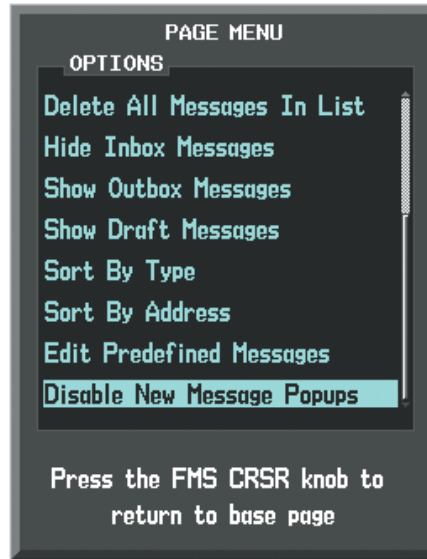 PAGE MENU
OPTIONS
Delete All Messages In List
Hide Inbox Messages
Show Outbox Messages
Show Draft Messages
Sort By Type
Sort By Address
Edit Predefined Messages
Disable New Message Popups
Press the FMS CRSR knob to
return to base page